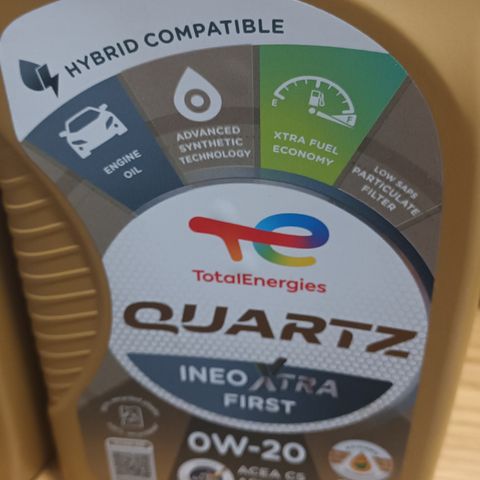 HYBRID COMPATIBLE
ENGINE
OIL
ADVANCED
SYNTHETIC
TECHNOLOGY
E F
XTRA FUEL
ECONOMY
LOW SAPS
PARTICULATE
FILTER
TotalEnergies
QUARTZ
INEO XTRA
FIRST
0W-20
ACEA C5